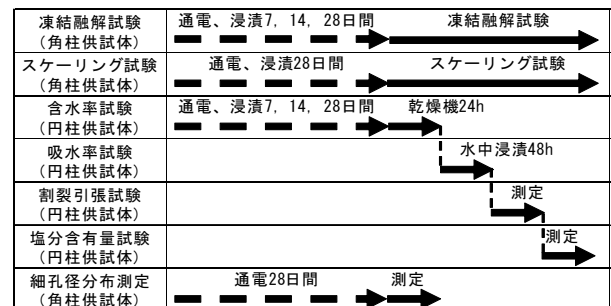 凍結融解試験
(角柱供試体)
通電、浸漬7, 14, 28日間
凍結融解試験
スケーリング試験
(角柱供試体)
通電、浸漬28日間
スケーリング試験
含水率試験
(円柱供試体)
通電、浸漬7, 14, 28日間
乾燥機24h
吸水率試験
(円柱供試体)
水中浸漬48h
割裂引張試験
(円柱供試体)
測定
塩分含有量試験
(円柱供試体)
測定
細孔径分布測定
(角柱供試体)
通電28日間
測定